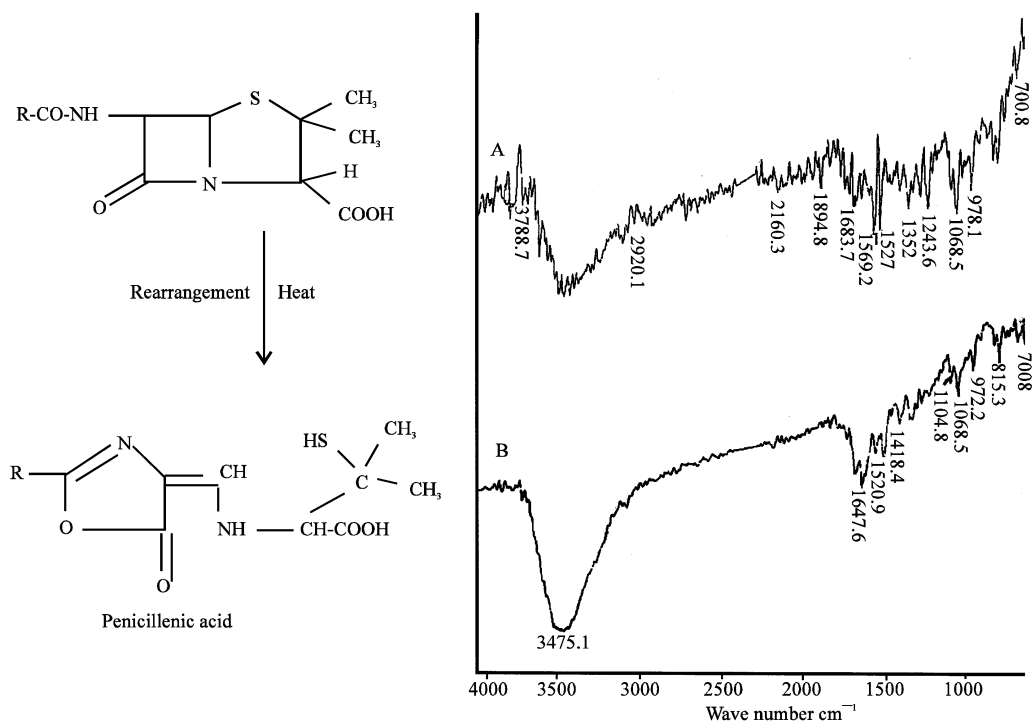 R-CO-NH
S
CH₃
CH₃
N
H
O
COOH
Rearrangement
Heat
R
N
O
O
CH
NH
HS
C
CH₃
CH₃
CH-COOH
Penicillenic acid
A
3788.7
2920.1
2160.3
1894.8
1683.7
1569.2
1527
1352
1243.6
1068.5
978.1
700.8
B
3475.1
1647.6
1520.9
1418.4
1104.8
1068.5
972.2
815.3
7008
4000 3500 3000 2000 1500 1000
Wave number cm⁻¹